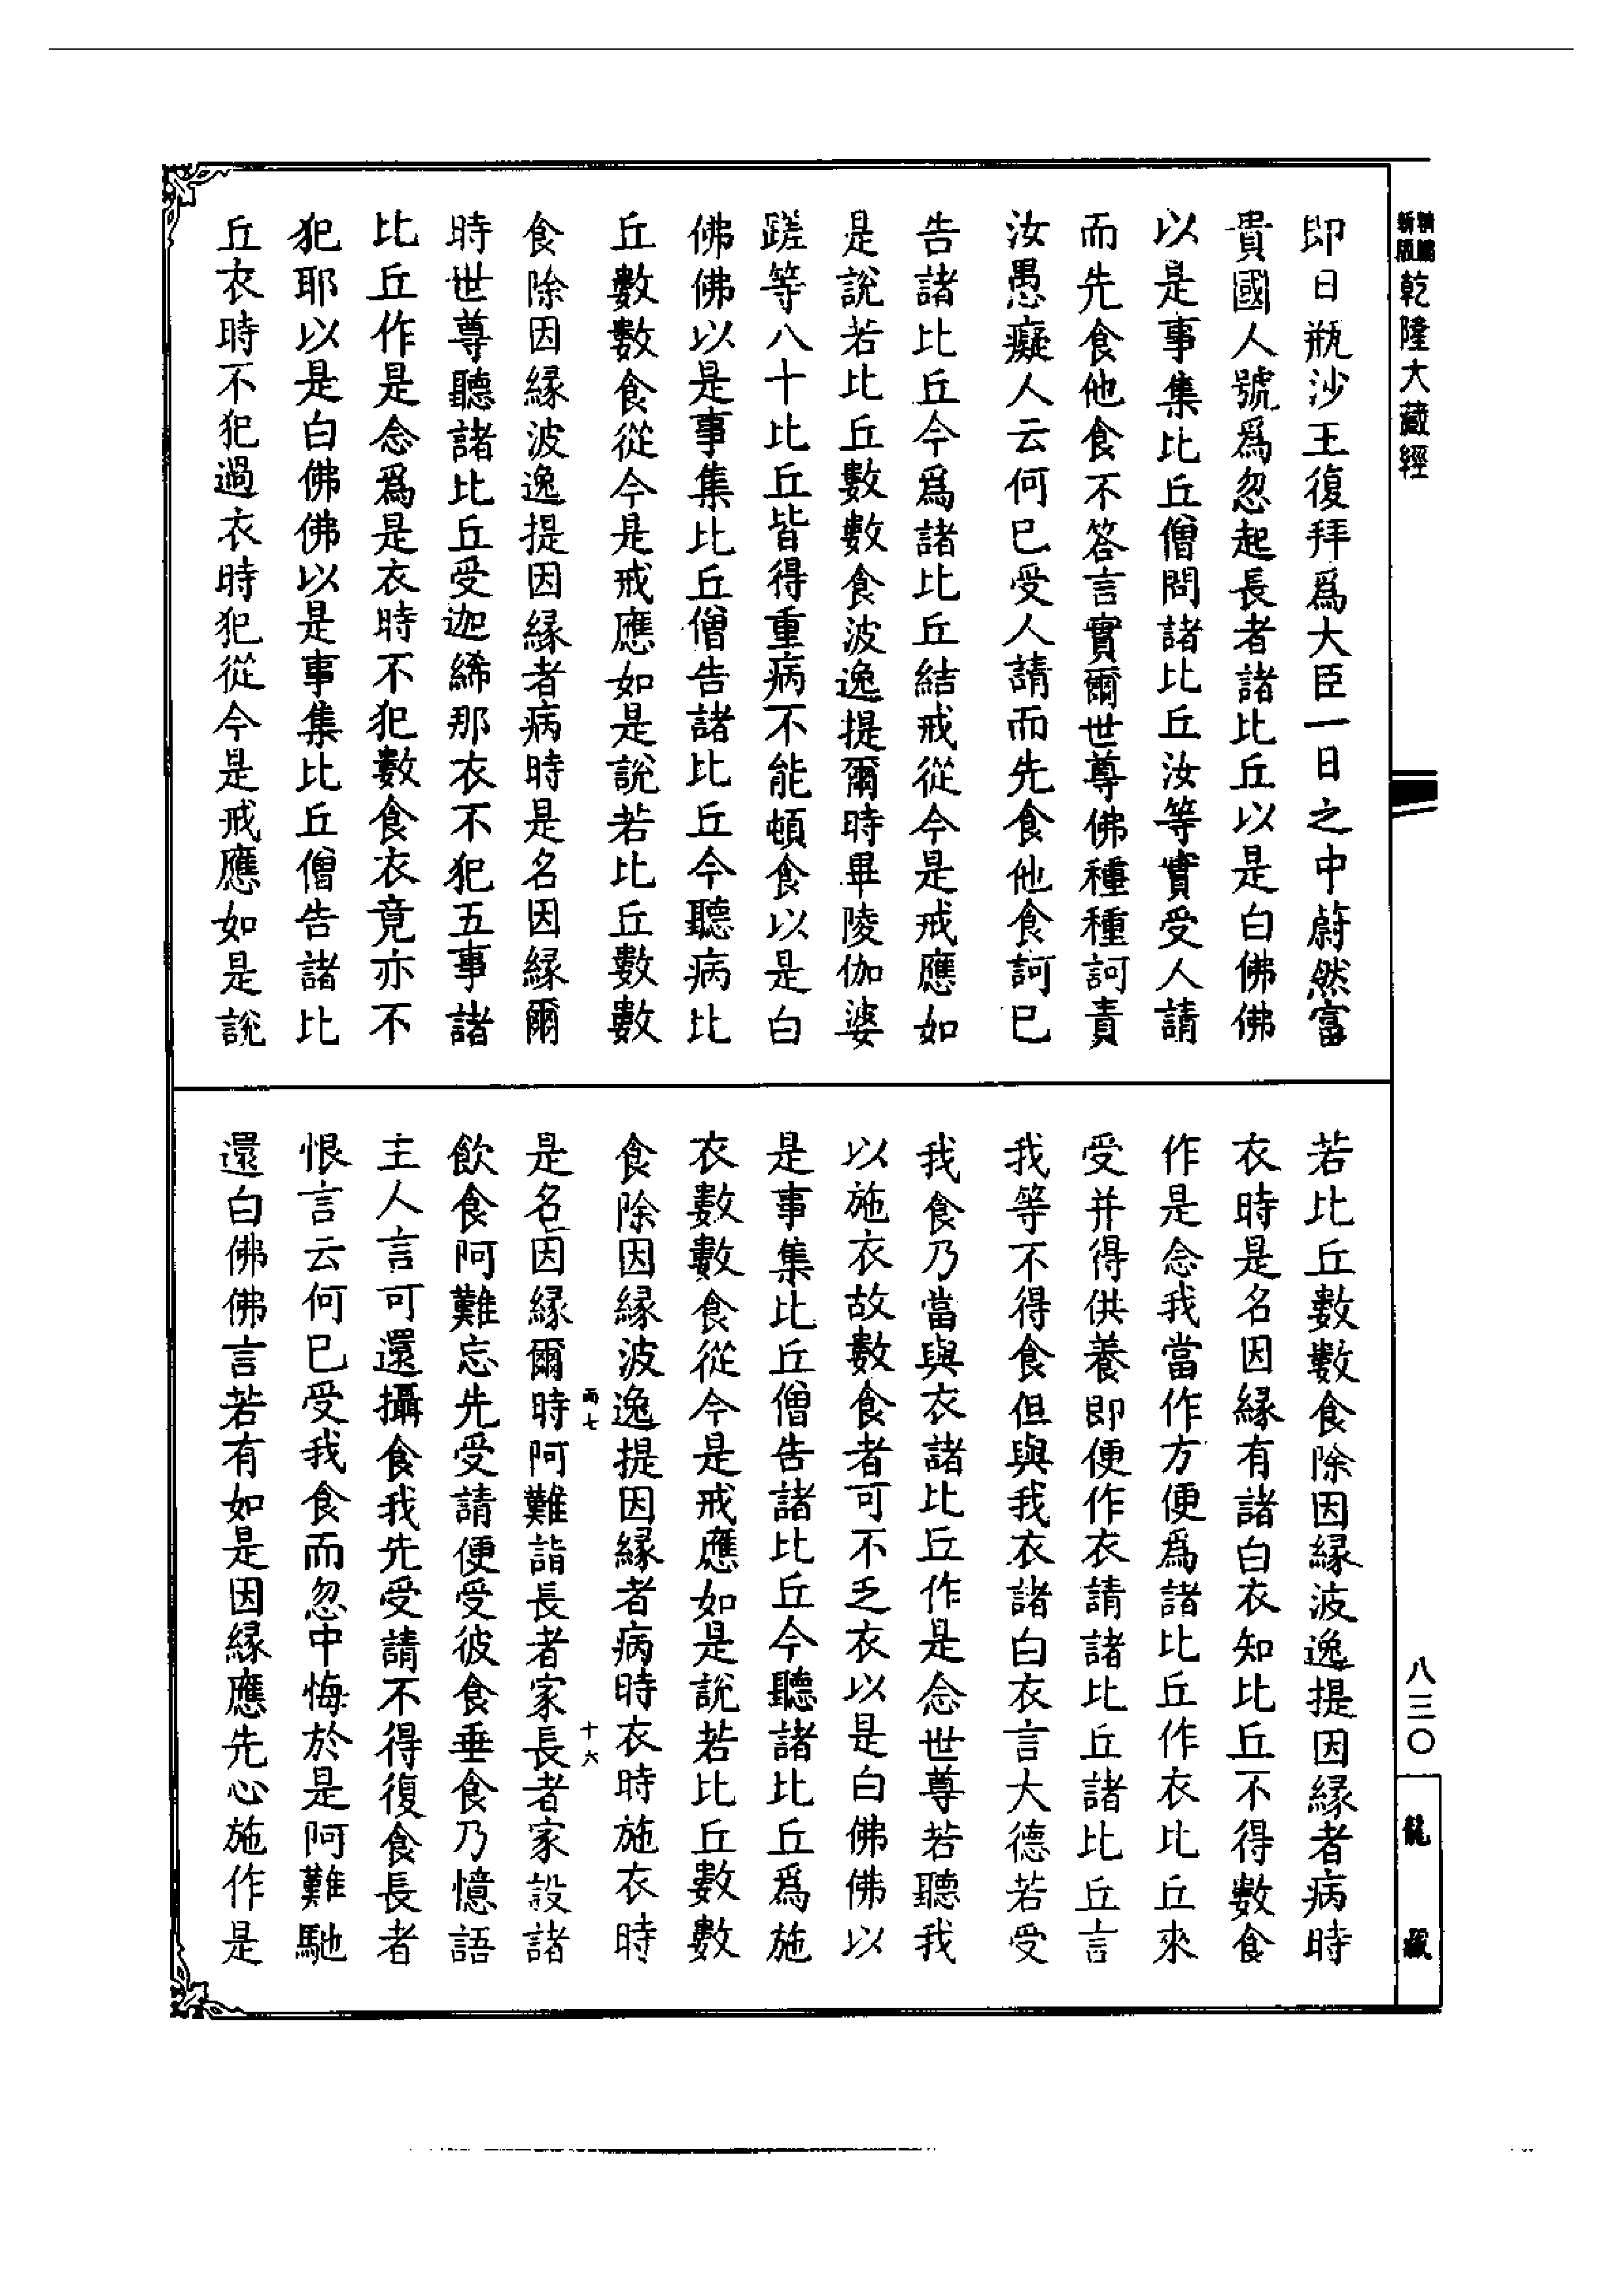 新版精編乾隆大藏經
即日瓶沙王復拜爲大臣一日之中蔚然富
貴國人號爲忽起長者諸比丘以是白佛佛
以是事集比丘僧問諸比丘汝等實受人請
而先食他食不答言實爾世尊佛種種訶責
汝愚癡人云何已受人請而先食他食訶已
告諸比丘今爲諸比丘結戒從今是戒應如
是說若比丘數數食波逸提爾時畢陵伽婆
蹉等八十比丘皆得重病不能頓食以是白
佛佛以是事集比丘僧告諸比丘今聽病比
丘數數食從今是戒應如是說若比丘數數
食除因緣波逸提因緣者病時是名因緣爾
時世尊聽諸比丘受迦絺那衣不犯五事諸
比丘作是念爲是衣時不犯數食衣竟亦不
犯耶以是白佛佛以是事集比丘僧告諸比
丘衣時不犯過衣時犯從今是戒應如是說
若比丘數數食除因緣波逸提因緣者病時
衣時是名因緣有諸白衣知比丘不得數食
作是念我當作方便爲諸比丘作衣比丘來
受并得供養即便作衣請諸比丘諸比丘言
我等不得食但與我衣諸白衣言大德若受
我食乃當與衣諸比丘作是念世尊若聽我
以施衣故數食者可不乏衣以是白佛佛以
是事集比丘僧告諸比丘今聽諸比丘爲施
衣數數食從今是戒應如是說若比丘數數
食除因緣波逸提因緣者病時衣時施衣時
而七
十六
是名因緣爾時阿難詣長者家長者家設諸
飲食阿難忘先受請便受彼食垂食乃憶語
主人言可還攝食我先受請不得復食長者
恨言云何已受我食而忽中悔於是阿難馳
還白佛佛言若有如是因緣應先心施作是
八三〇
龍藏